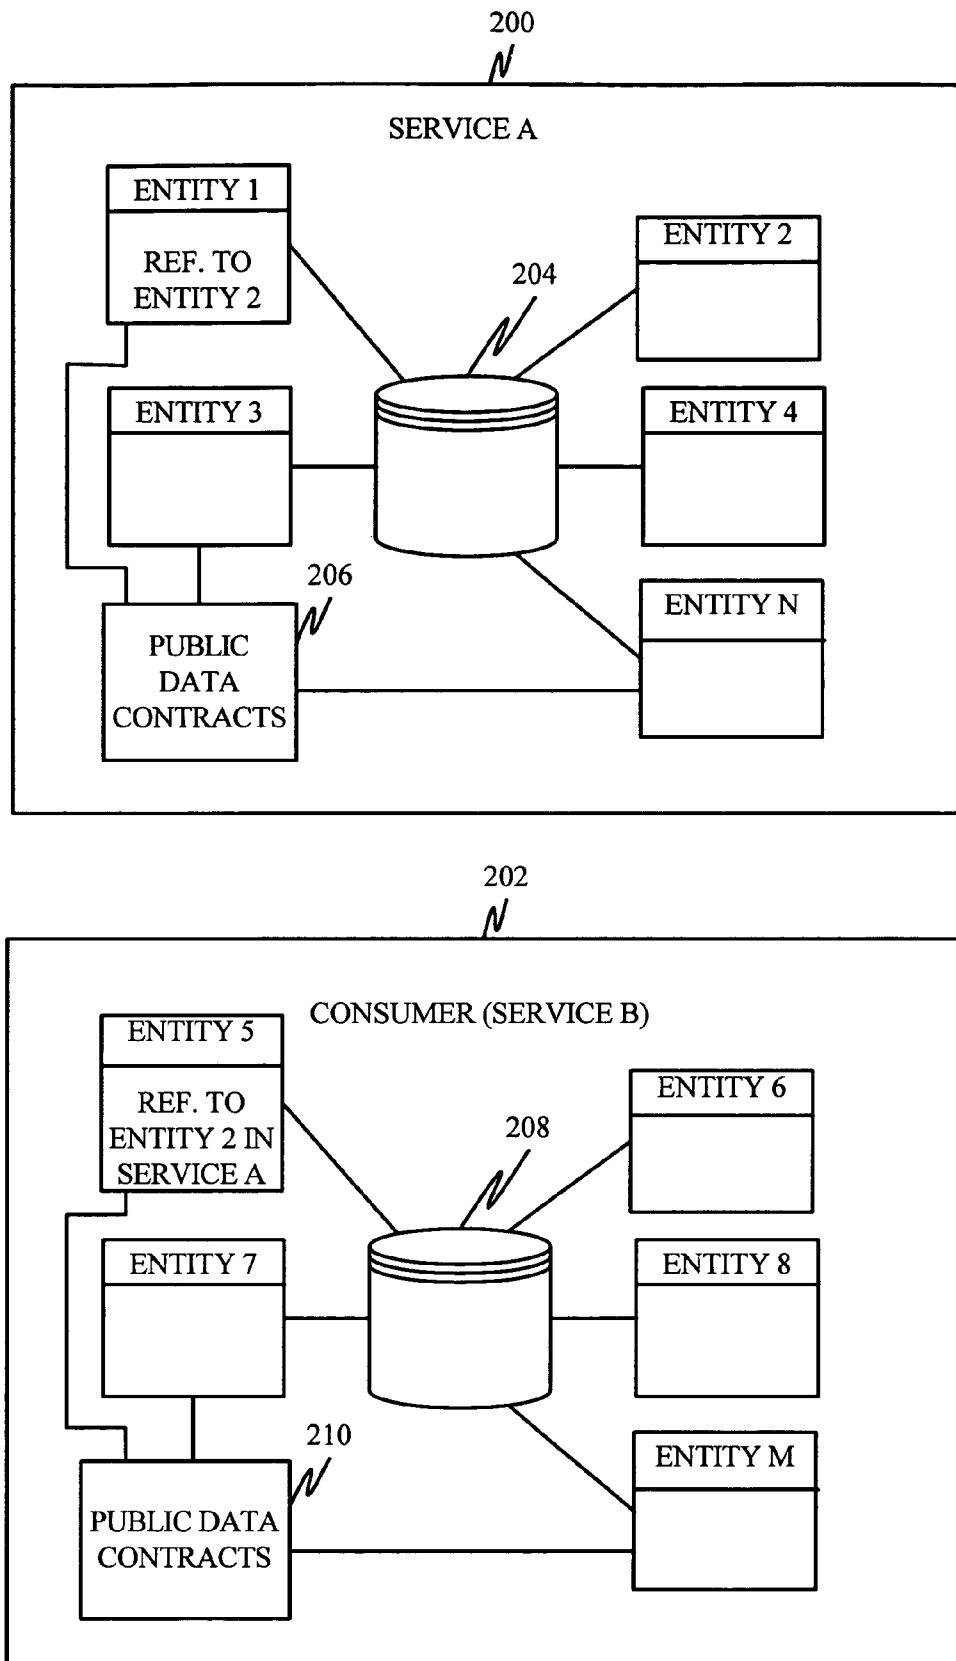 200
SERVICE A
ENTITY 1
REF. TO
ENTITY 2
ENTITY 2
204
ENTITY 3
ENTITY 4
206
PUBLIC
DATA
CONTRACTS
ENTITY N
202
CONSUMER (SERVICE B)
ENTITY 5
REF. TO
ENTITY 2 IN
SERVICE A
ENTITY 6
208
ENTITY 7
ENTITY 8
210
PUBLIC DATA
CONTRACTS
ENTITY M